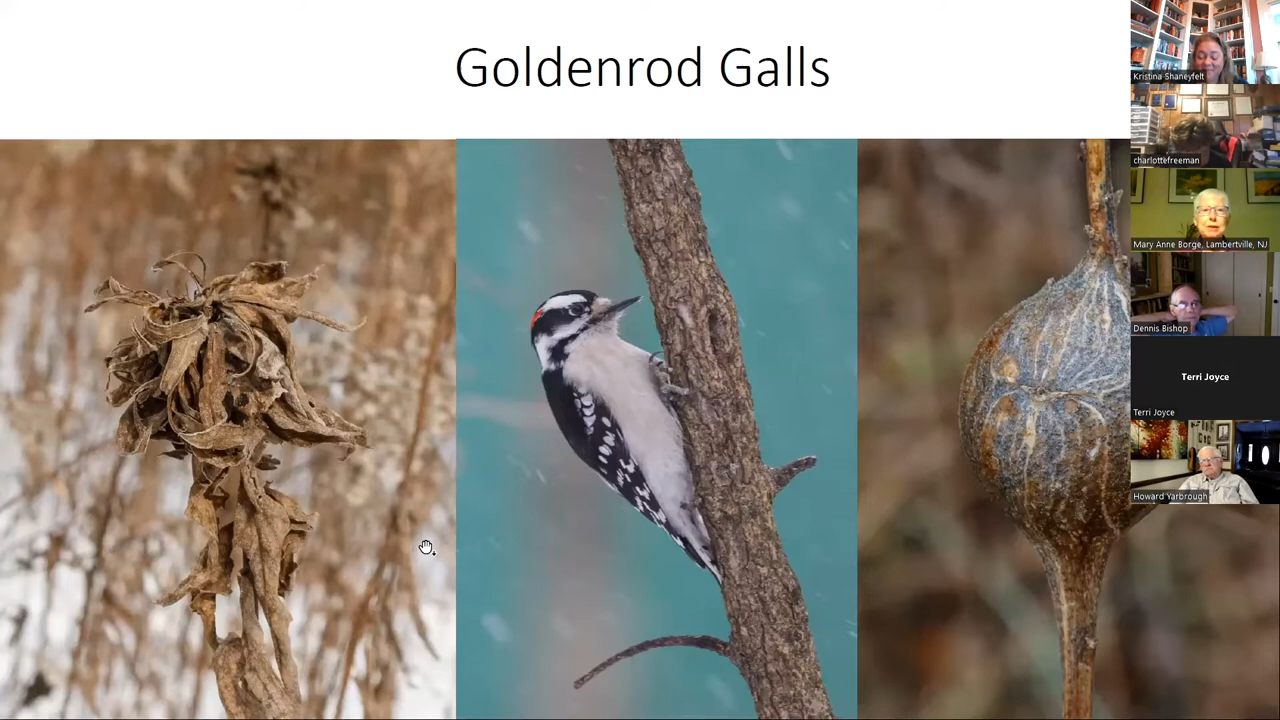 Goldenrod Galls
Kristina Shaneyfelt
charlottefreeman
Mary Anne Borge, Lambertville, NJ
Dennis Bishop
Terri Joyce
Terri Joyce
Howard Yarbrough